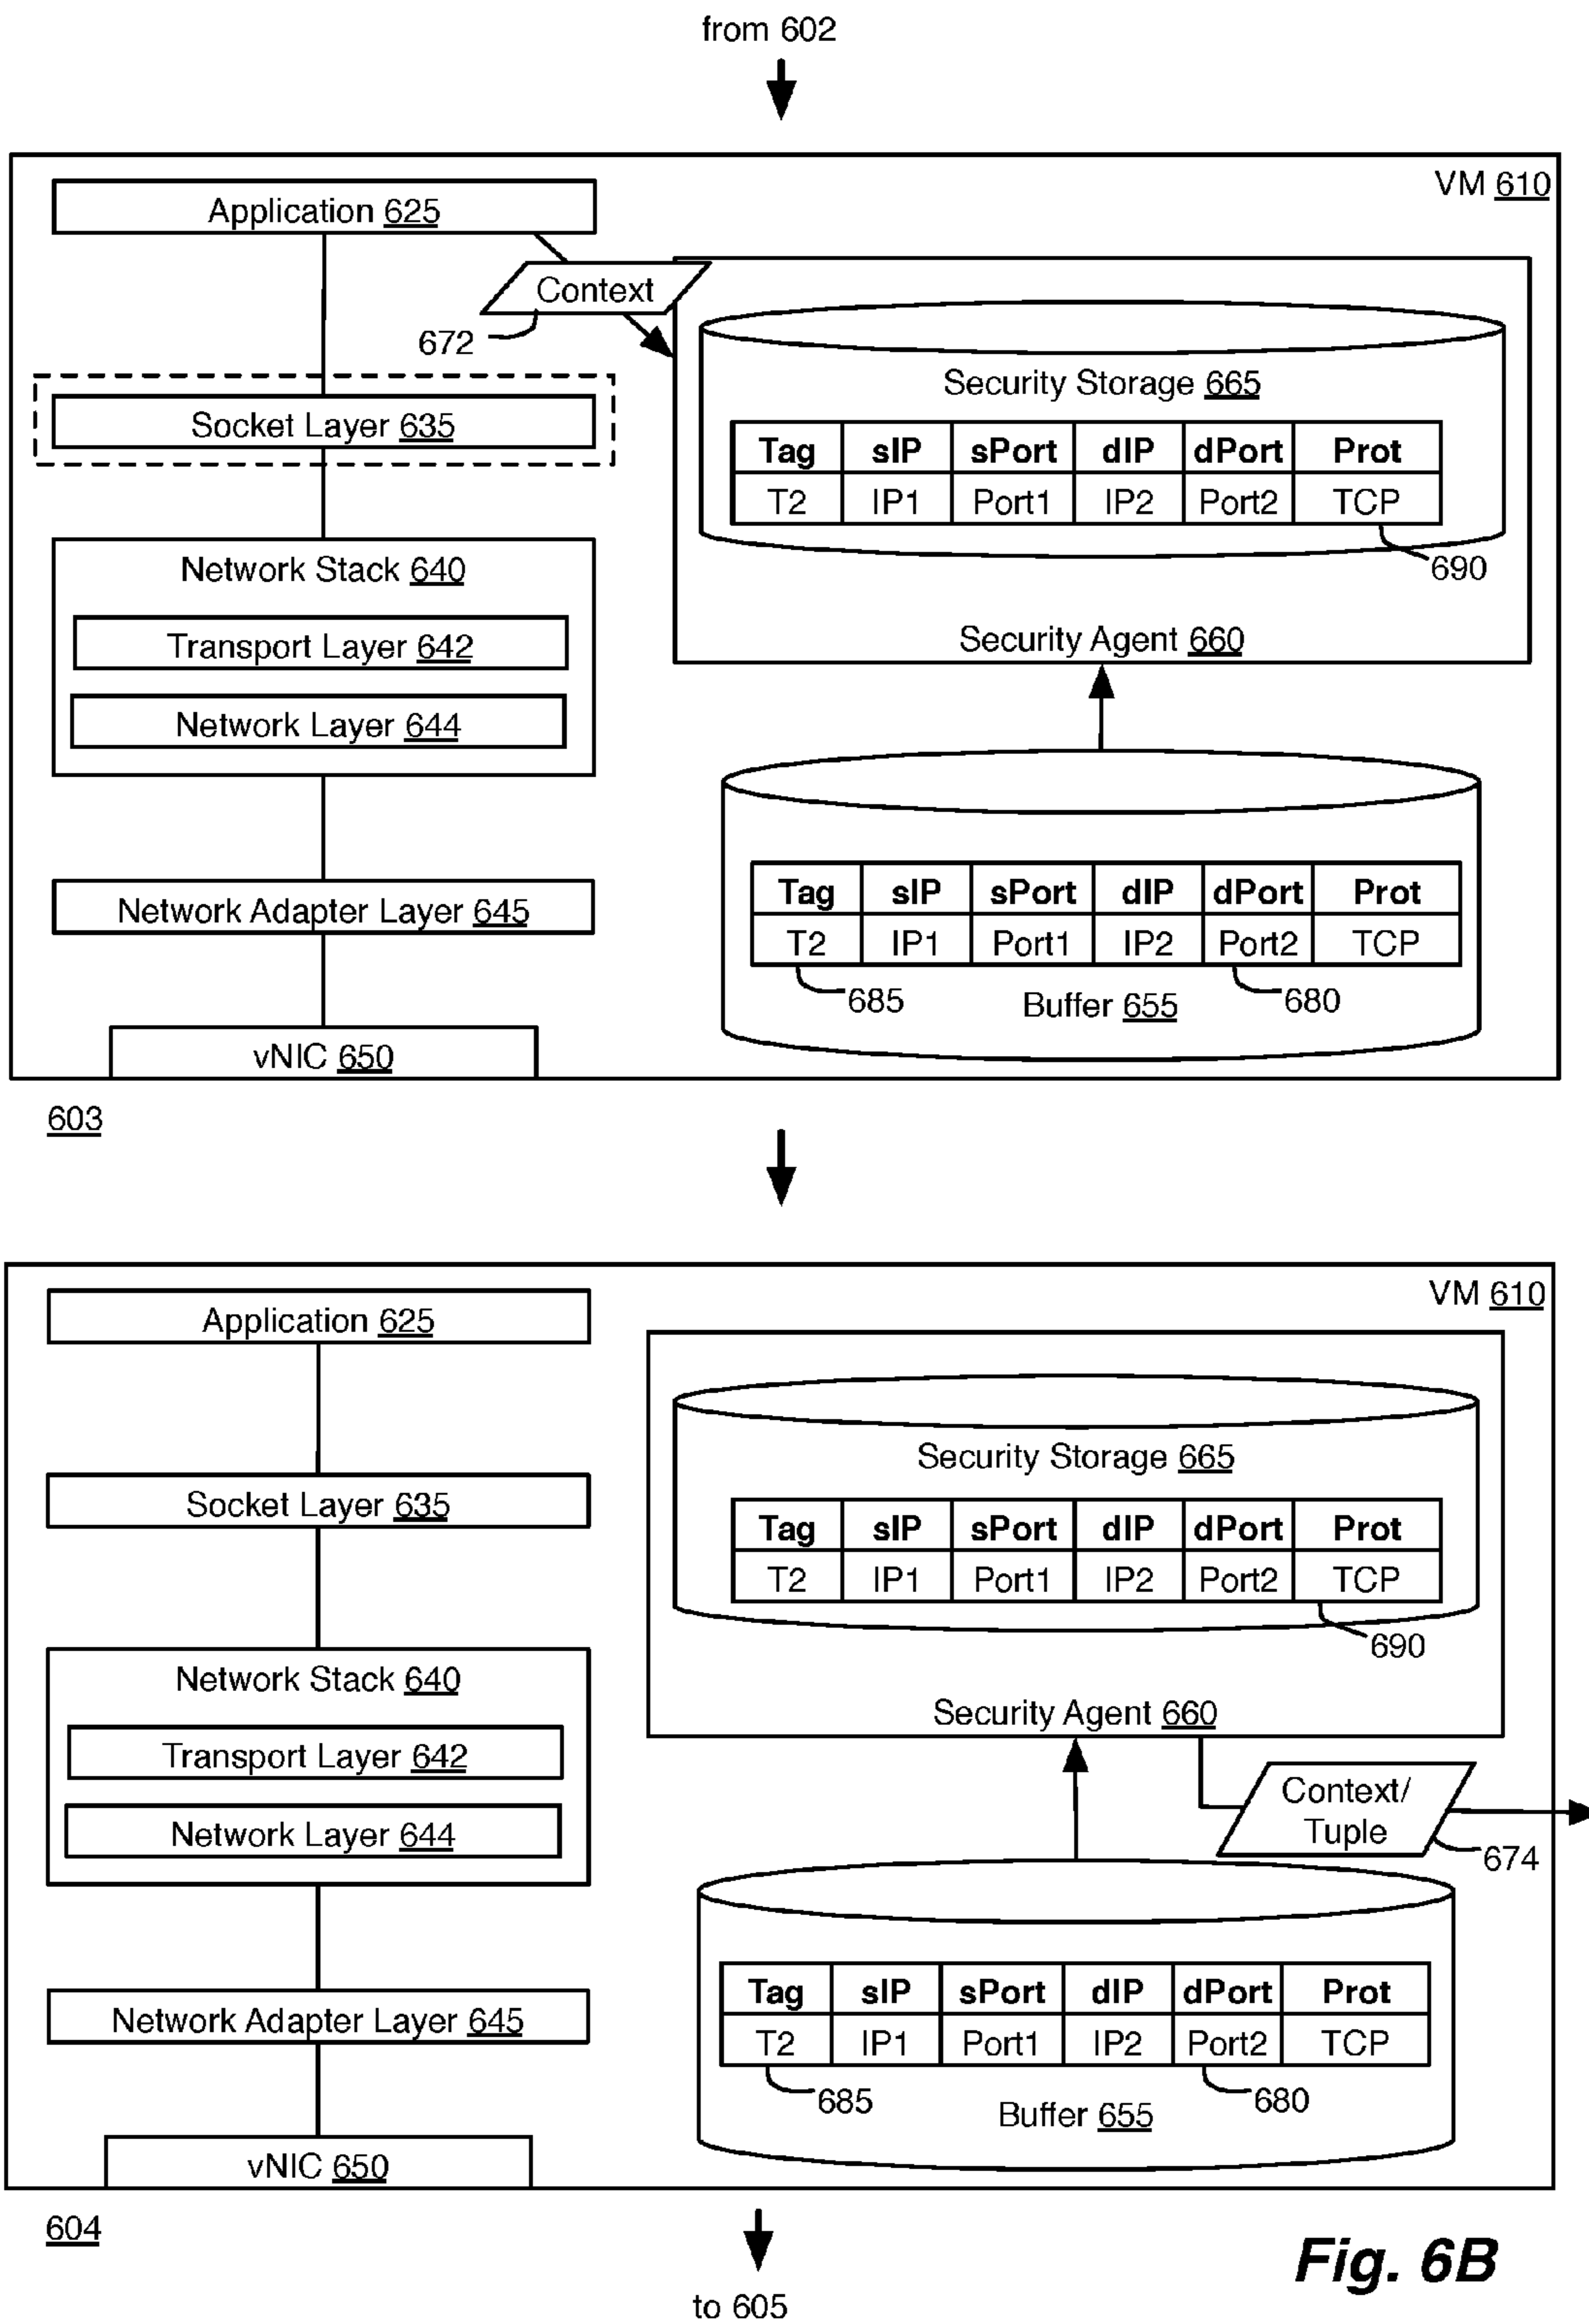 from 602
VM 610
Application 625
Context
672
Security Storage 665
Socket Layer 635
Tag sIP sPort dIP dPort Prot
T2 IP1 Port1 IP2 Port2 TCP
690
Network Stack 640
Transport Layer 642
Security Agent 660
Network Layer 644
Network Adapter Layer 645
Tag sIP sPort dIP dPort Prot
T2 IP1 Port1 IP2 Port2 TCP
685
Buffer 655
680
vNIC 650
603
VM 610
Application 625
Security Storage 665
Socket Layer 635
Tag sIP sPort dIP dPort Prot
T2 IP1 Port1 IP2 Port2 TCP
690
Network Stack 640
Security Agent 660
Transport Layer 642
Context/
Tuple
Network Layer 644
674
Tag sIP sPort dIP dPort Prot
Network Adapter Layer 645
T2 IP1 Port1 IP2 Port2 TCP
685
Buffer 655
680
vNIC 650
604
Fig. 6B
to 605